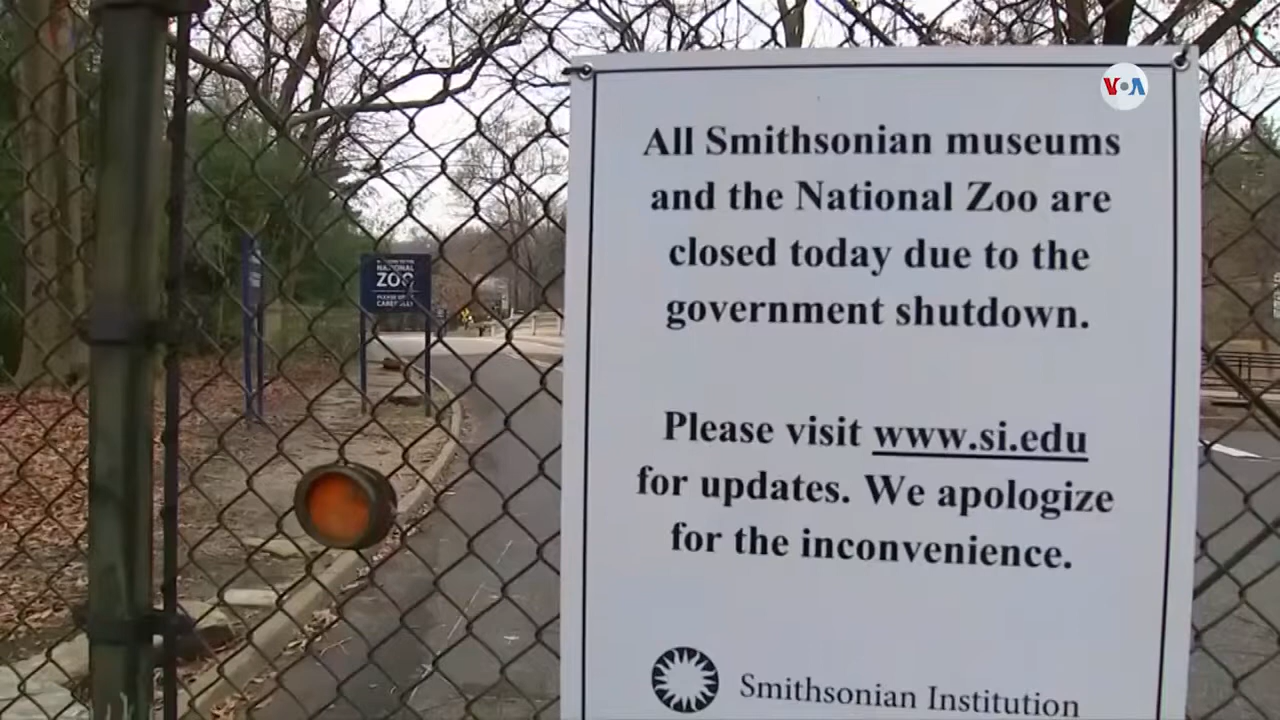 VOA
All Smithsonian museums
and the National Zoo are
closed today due to the
government shutdown.
Please visit www.si.edu
for updates. We apologize
for the inconvenience.
Smithsonian Institution
NATIONAL
ZOO